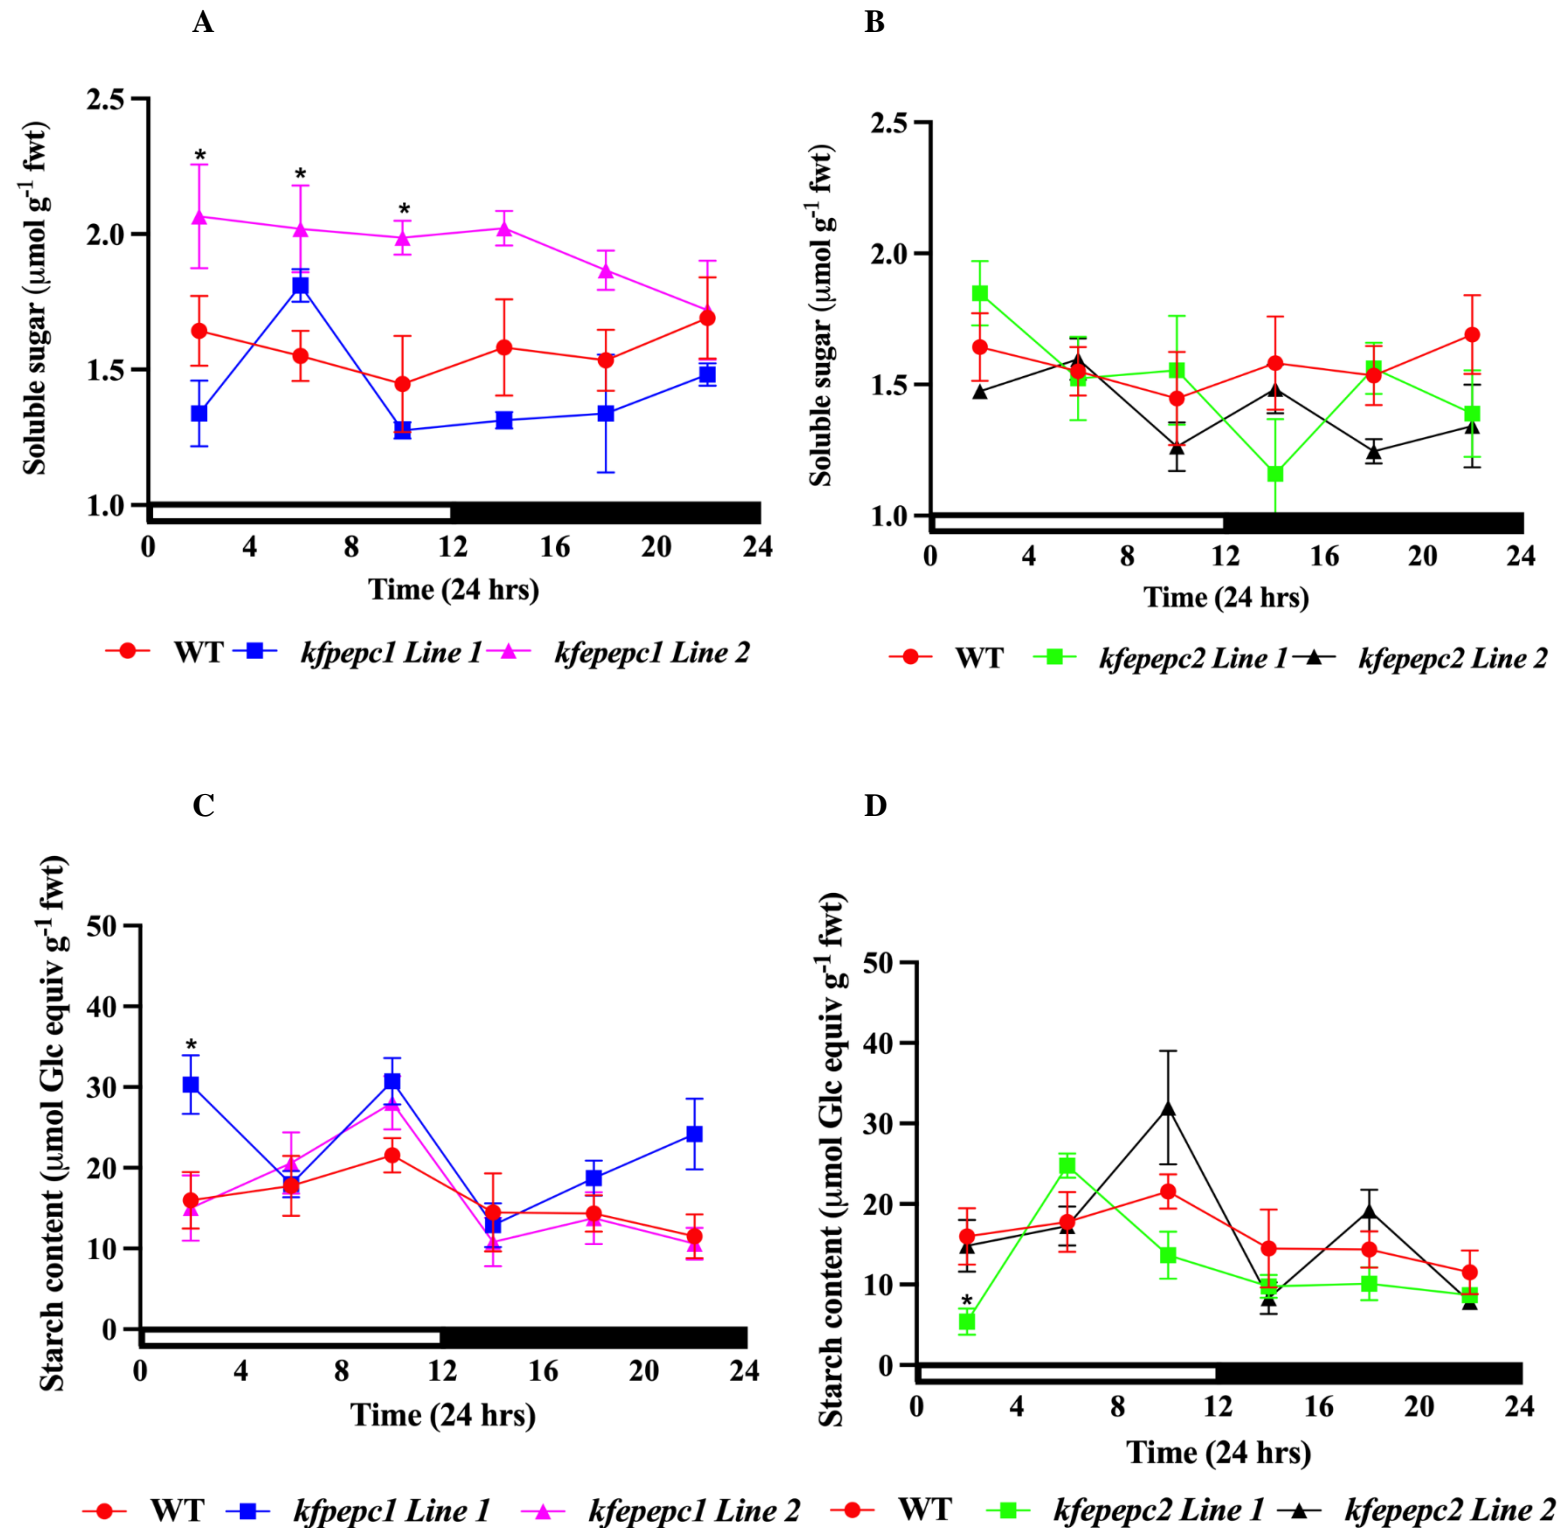 A
B
Soluble sugar (µmol g-1 fwt)
2.5
*
*
*
2.0
1.5
1.0
0 4 8 12 16 20 24
Time (24 hrs)
WT kfpepc1 Line 1 kfepepc1 Line 2
Soluble sugar (µmol g-1 fwt)
2.5
2.0
1.5
1.0
0 4 8 12 16 20 24
Time (24 hrs)
WT kfepepc2 Line 1 kfepepc2 Line 2
C
D
Starch content (µmol Glc equiv g-1 fwt)
50
40
*
30
20
10
0
0 4 8 12 16 20 24
Time (24 hrs)
WT kfpepc1 Line 1 kfepepc1 Line 2
Starch content (µmol Glc equiv g-1 fwt)
50
40
30
20
10
*
0
0 4 8 12 16 20 24
Time (24 hrs)
WT kfepepc2 Line 1 kfepepc2 Line 2